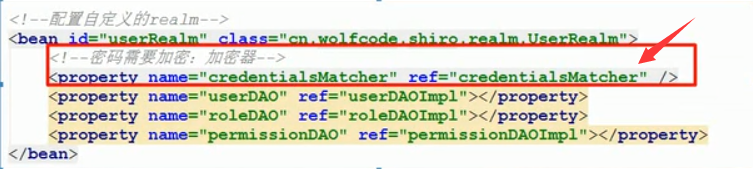 <!--配置自定义的realm-->
<bean id="userRealm" class="cn.wolfcode.shiro.realm.UserRealm">
<!--密码需要加密：加密器-->
<property name="credentialsMatcher" ref="credentialsMatcher" />
<property name="userDAO" ref="userDAOImpl"></property>
<property name="roleDAO" ref="roleDAOImpl"></property>
<property name="permissionDAO" ref="permissionDAOImpl"></property>
</bean>